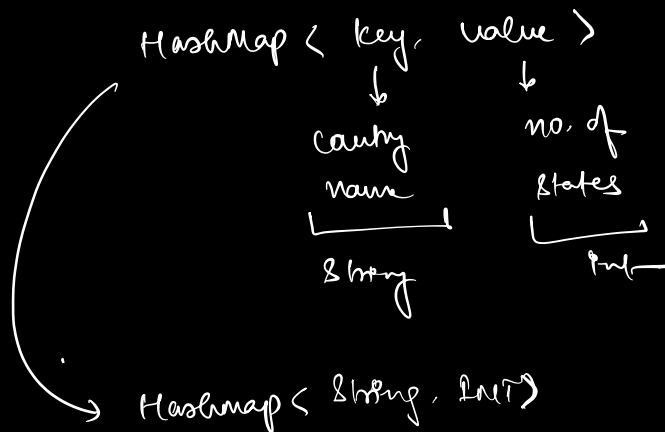 HashMap < key, value >
Country no. of
name states
String int
Hashmap < String, INT >